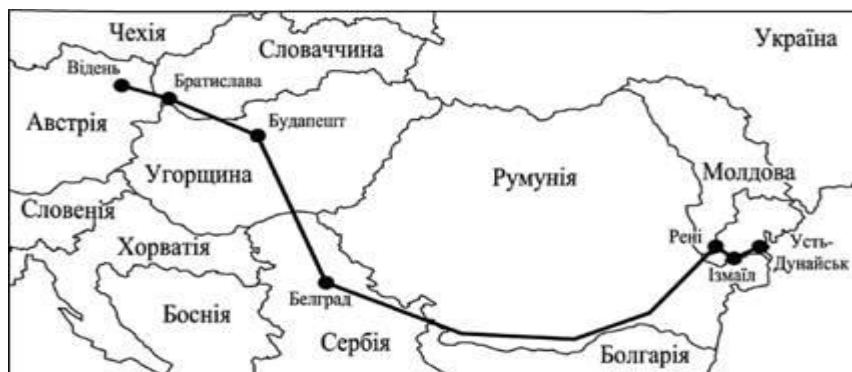 Чехія
Словаччина
Україна
Відень
Братислава
Австрія
Будапешт
Угорщина
Румунія
Молдова
Словенія
Хорватія
Рені
Усть-
Дунайськ
Ізмаїл
Белград
Боснія
Сербія
Болгарія